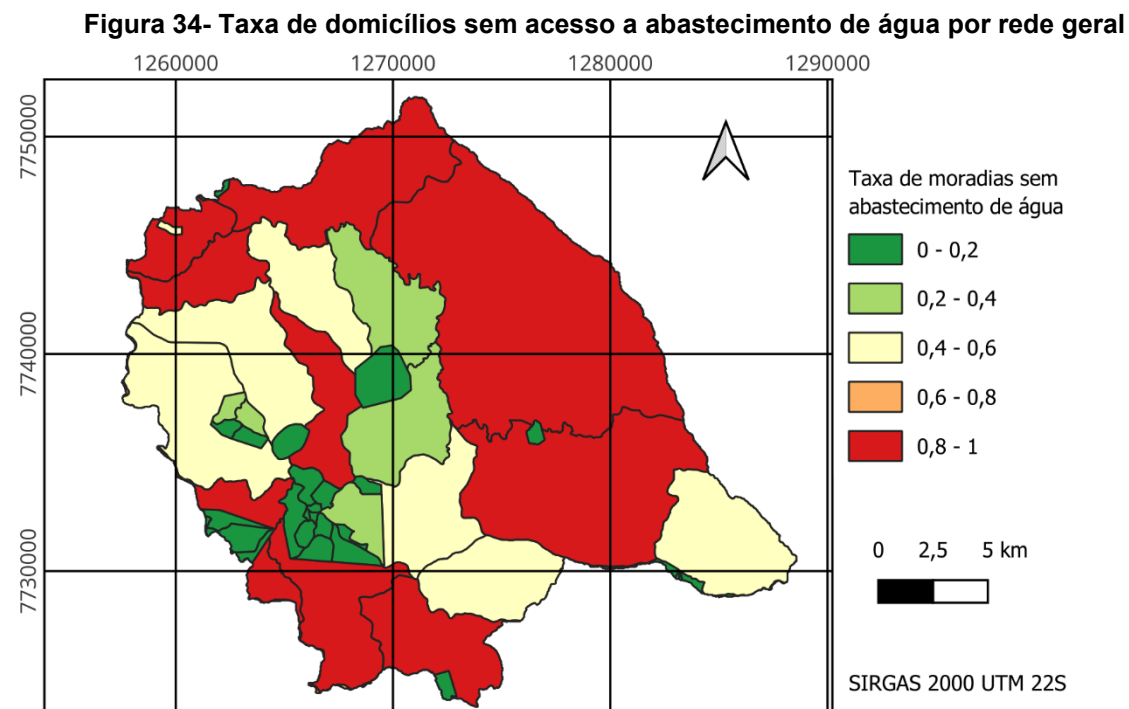 Figura 34- Taxa de domicílios sem acesso a abastecimento de água por rede geral
1260000 1270000 1280000 1290000
7750000
7740000
7730000
Taxa de moradias sem
abastecimento de água
0 - 0,2
0,2 - 0,4
0,4 - 0,6
0,6 - 0,8
0,8 - 1
0 2,5 5 km
SIRGAS 2000 UTM 22S